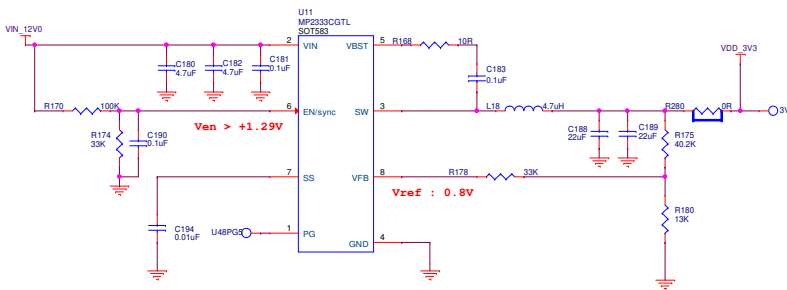 U11
MP2333CGTL
SOT583
VIN_12V0
2
VIN
VBST
5
R168
10R
C180
4.7uF
C182
4.7uF
C181
0.1uF
C183
0.1uF
VDD_3V3
R170
100K
6
EN/sync
SW
3
L18
4.7uH
R280
0R
3V
Ven > +1.29V
R174
33K
C190
0.1uF
C188
22uF
C189
22uF
R175
40.2K
7
SS
VFB
8
R178
33K
Vref : 0.8V
C194
0.01uF
U48PG5
1
PG
GND
4
R180
13K